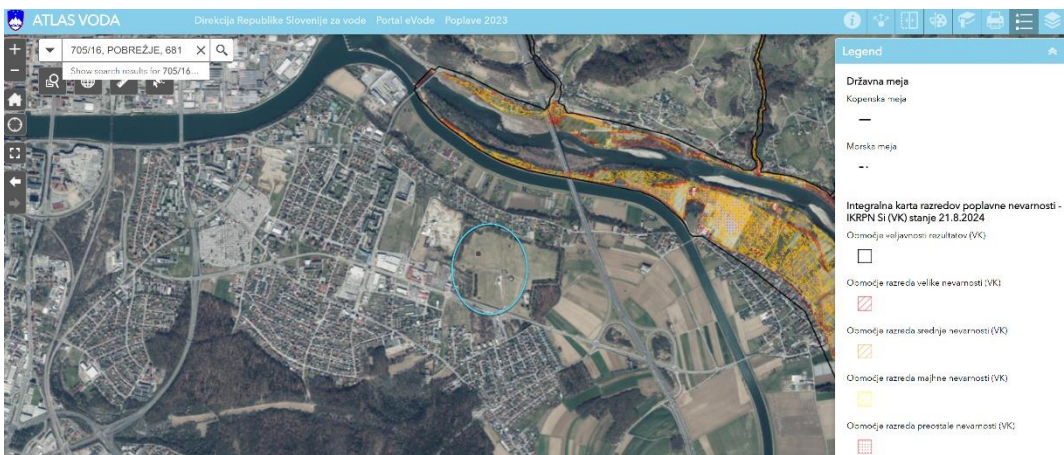 ATLAS VODA
Direkcija Republike Slovenije za vode Portal eVode Poplave 2023
705/16, POBREŽJE, 681
Show search results for 705/16...
Legend
Državna meja
Kopenska meja
Morska meja
Integralna karta razredov poplavne nevarnosti -
IKRPN Si (VK) stanje 21.8.2024
Območje veljavnosti rezultatov (VK)
Območje razreda velike nevarnosti (VK)
Območje razreda srednje nevarnosti (VK)
Območje razreda majhne nevarnosti (VK)
Območje razreda preostale nevarnosti (VK)